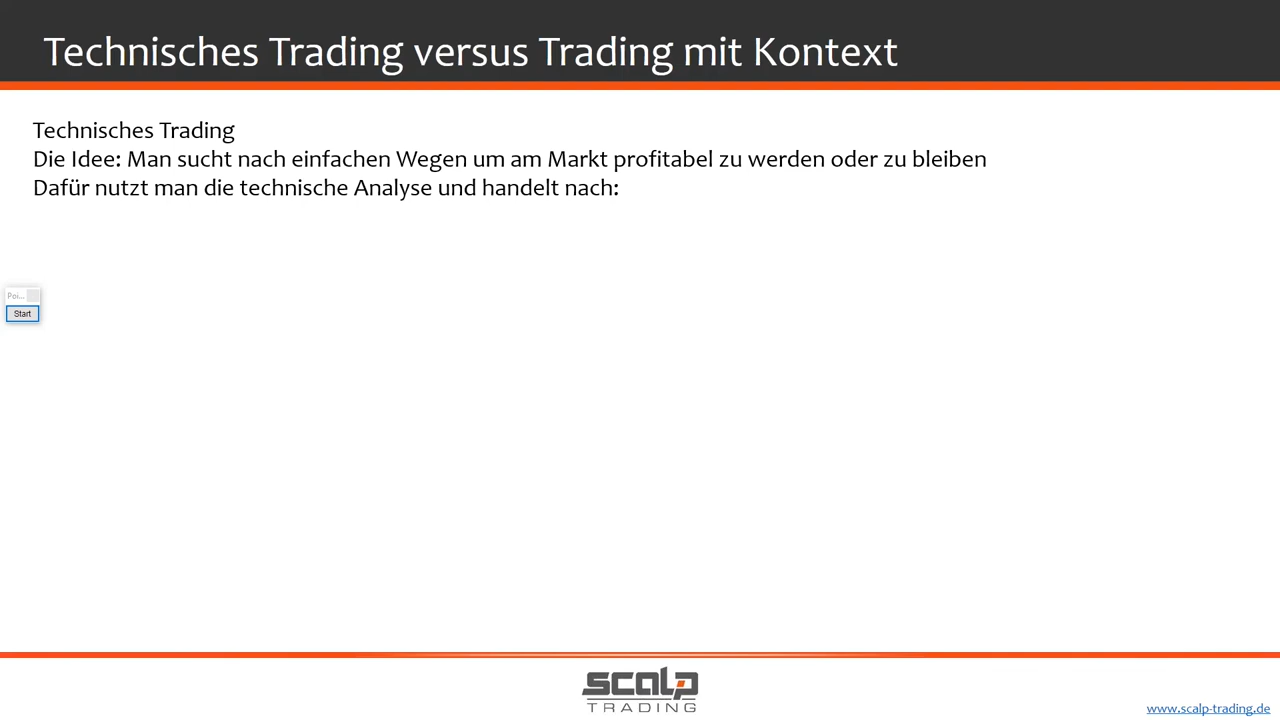 Technisches Trading versus Trading mit Kontext
Technisches Trading
Die Idee: Man sucht nach einfachen Wegen um am Markt profitabel zu werden oder zu bleiben
Dafür nutzt man die technische Analyse und handelt nach:
Poi...
Start
scalp
TRADING
www.scalp-trading.de